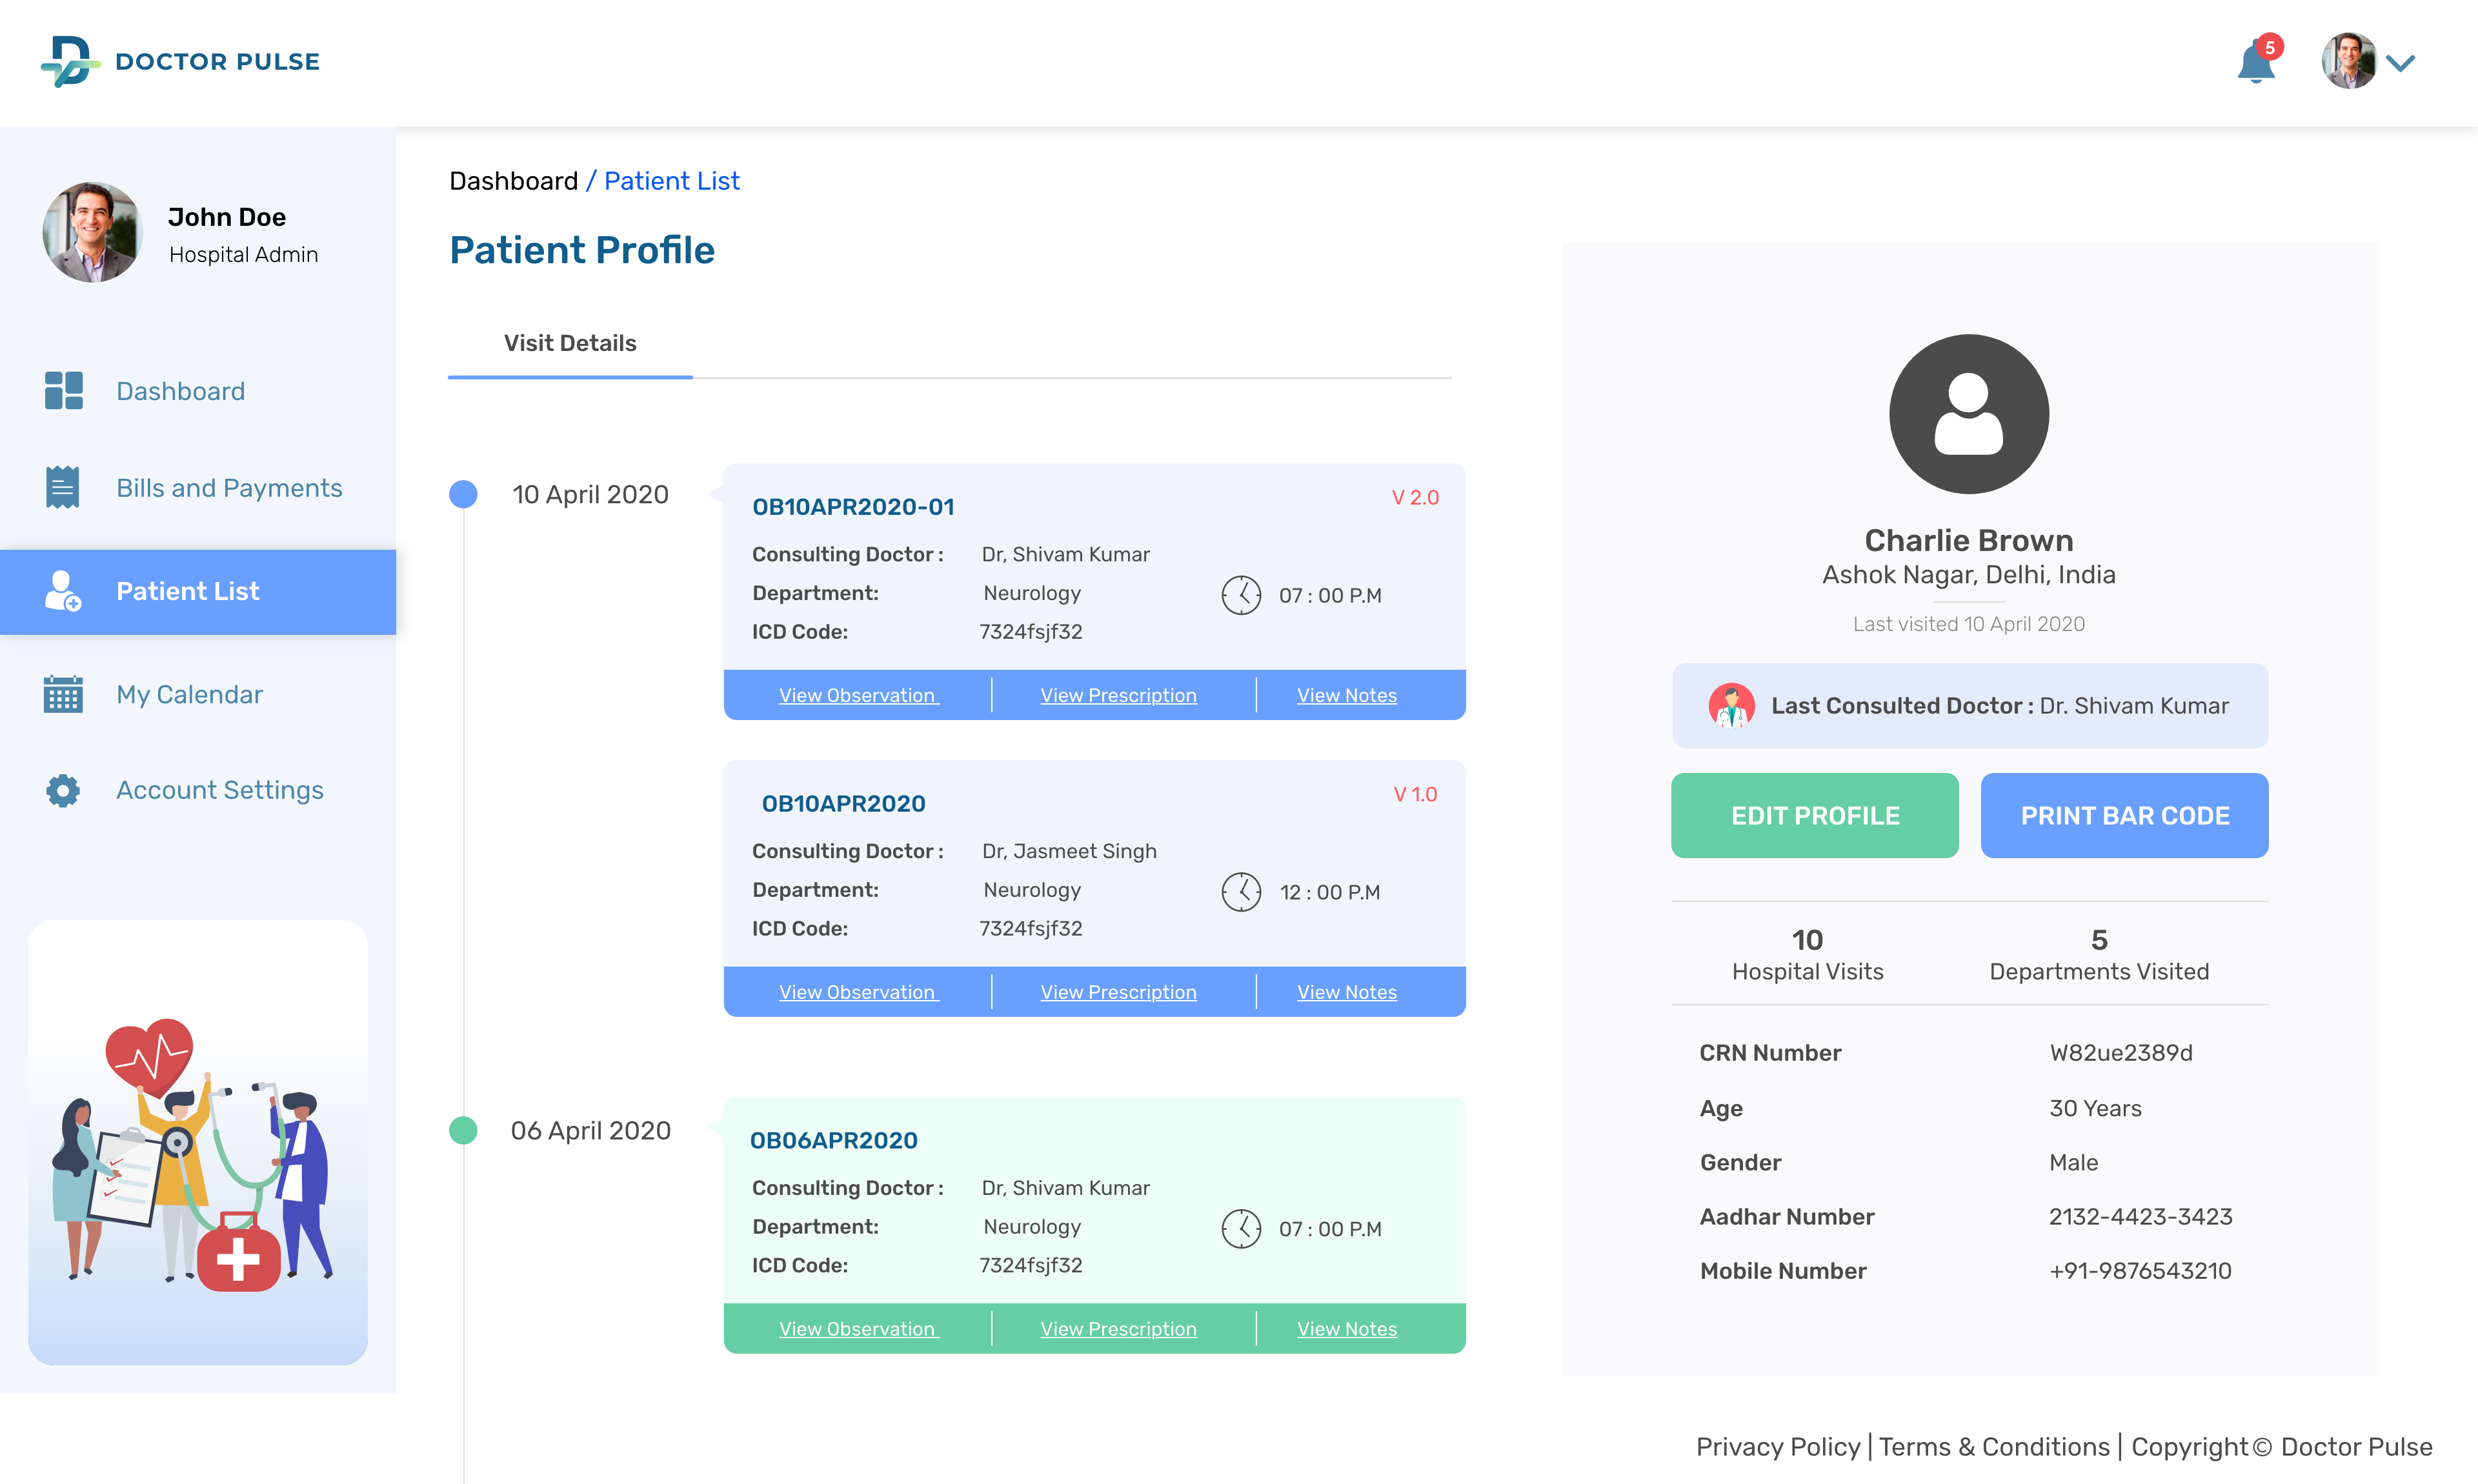 DOCTOR PULSE
5
John Doe
Hospital Admin
Dashboard
Bills and Payments
Patient List
My Calendar
Account Settings
Dashboard / Patient List
Patient Profile
Visit Details
10 April 2020
OB10APR2020-01
V 2.0
Consulting Doctor : Dr, Shivam Kumar
Department: Neurology
07 : 00 P.M
ICD Code: 7324fsjf32
View Observation View Prescription View Notes
OB10APR2020
V 1.0
Consulting Doctor : Dr, Jasmeet Singh
Department: Neurology
12 : 00 P.M
ICD Code: 7324fsjf32
View Observation View Prescription View Notes
06 April 2020
OB06APR2020
Consulting Doctor : Dr, Shivam Kumar
Department: Neurology
07 : 00 P.M
ICD Code: 7324fsjf32
View Observation View Prescription View Notes
Charlie Brown
Ashok Nagar, Delhi, India
Last visited 10 April 2020
Last Consulted Doctor : Dr. Shivam Kumar
EDIT PROFILE PRINT BAR CODE
10 5
Hospital Visits Departments Visited
CRN Number W82ue2389d
Age 30 Years
Gender Male
Aadhar Number 2132-4423-3423
Mobile Number +91-9876543210
Privacy Policy | Terms & Conditions | Copyright© Doctor Pulse